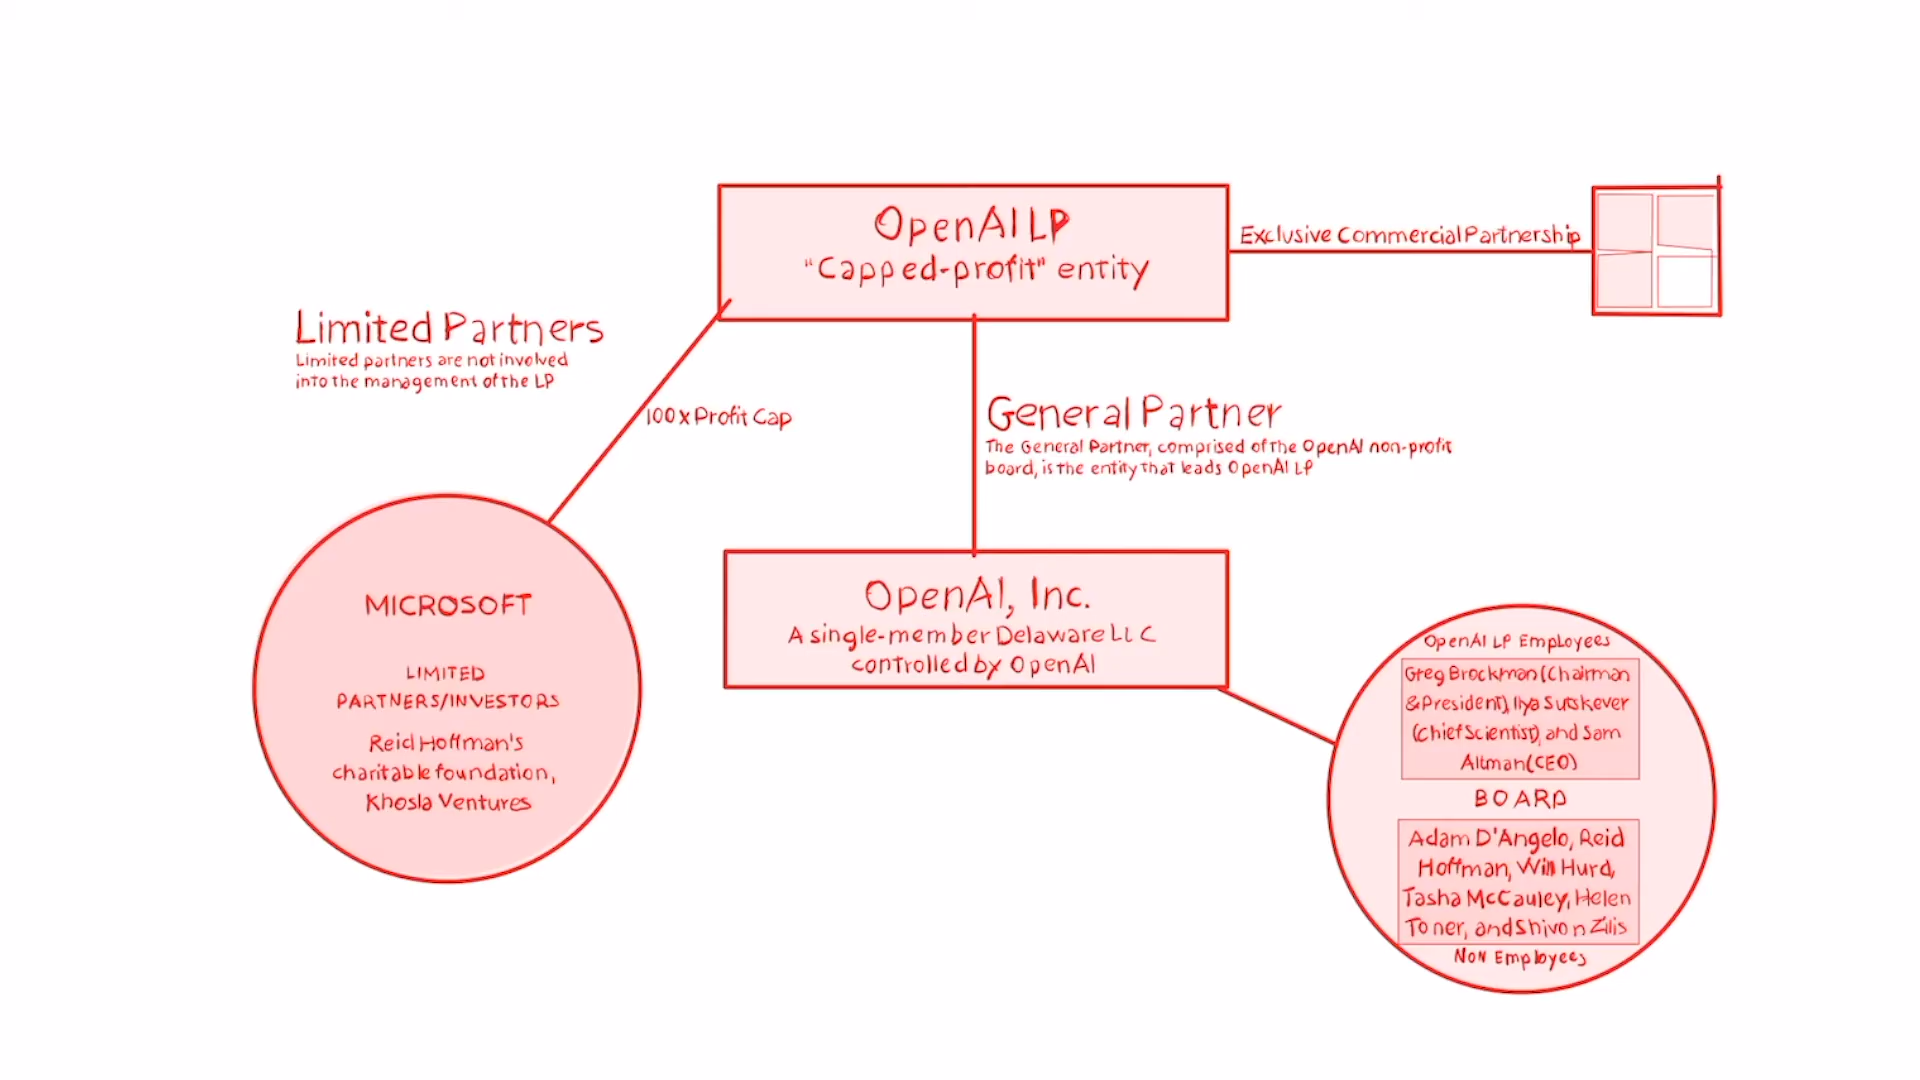 OpenAI LP
"Capped-profit" entity
Exclusive Commercial Partnership
Limited Partners
Limited partners are not involved
into the management of the LP
100x Profit Cap
General Partner
The General Partner, comprised of the OpenAI non-profit
board, is the entity that leads OpenAI LP
MICROSOFT
LIMITED
PARTNERS/INVESTORS
Reid Hoffman's
charitable foundation,
Khosla Ventures
OpenAI, Inc.
A single-member Delaware LLC
controlled by OpenAI
OpenAI LP Employees
Greg Brockman (Chairman
& President), Ilya Sutskever
(Chief Scientist), and Sam
Altman (CEO)
BOARD
Adam D'Angelo, Reid
Hoffman, Will Hurd,
Tasha McCauley, Helen
Toner, and Shivon Zilis
Non Employees